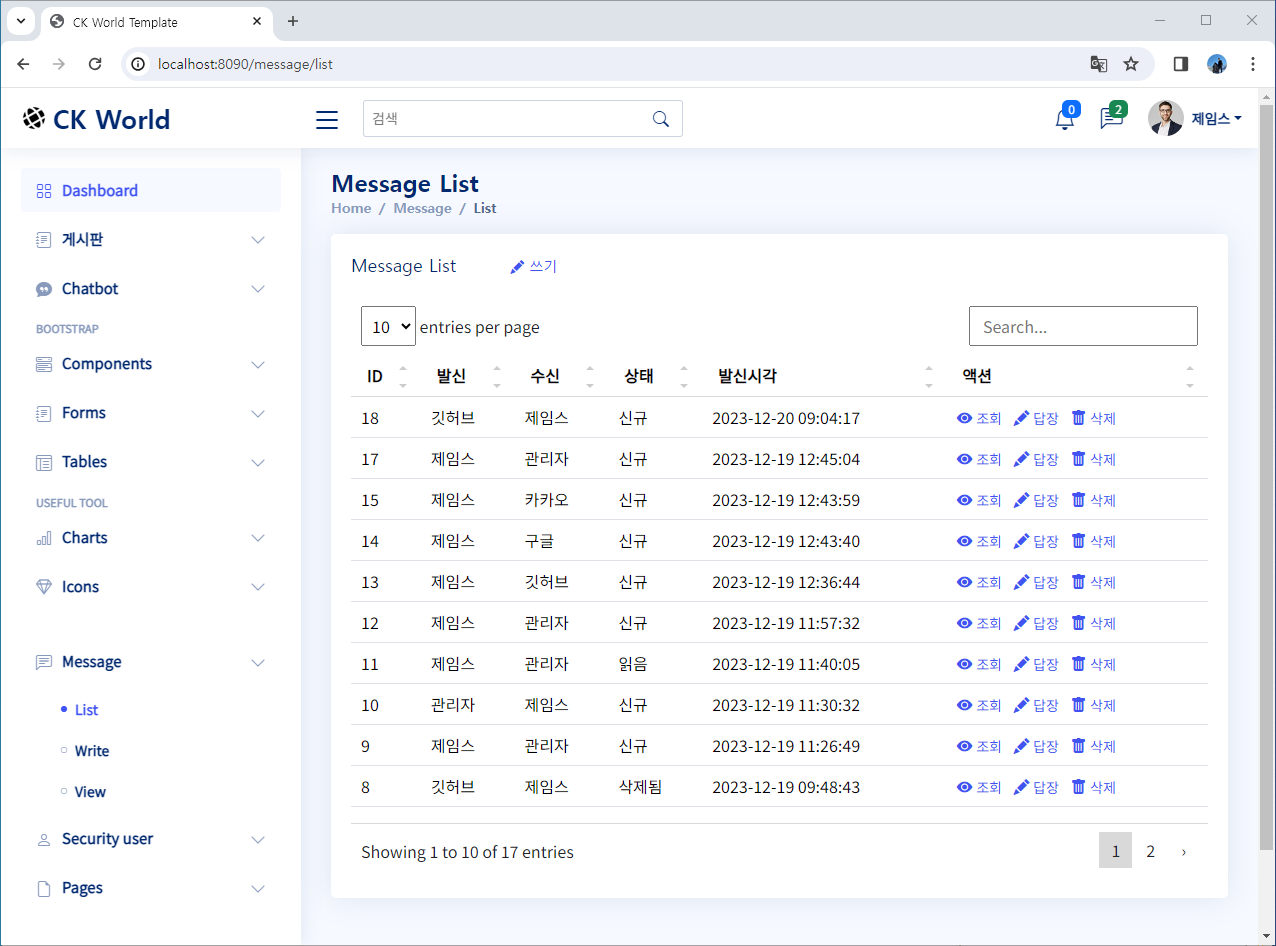 CK World Template
localhost:8090/message/list
CK World
검색
0
2
제임스
Dashboard
게시판
Chatbot
BOOTSTRAP
Components
Forms
Tables
USEFUL TOOL
Charts
Icons
Message
List
Write
View
Security user
Pages
Message List
Home / Message / List
Message List 쓰기
10 entries per page
Search...
ID 발신 수신 상태 발신시각 액션
18 깃허브 제임스 신규 2023-12-20 09:04:17 조회 답장 삭제
17 제임스 관리자 신규 2023-12-19 12:45:04 조회 답장 삭제
15 제임스 카카오 신규 2023-12-19 12:43:59 조회 답장 삭제
14 제임스 구글 신규 2023-12-19 12:43:40 조회 답장 삭제
13 제임스 깃허브 신규 2023-12-19 12:36:44 조회 답장 삭제
12 제임스 관리자 신규 2023-12-19 11:57:32 조회 답장 삭제
11 제임스 관리자 읽음 2023-12-19 11:40:05 조회 답장 삭제
10 관리자 제임스 신규 2023-12-19 11:30:32 조회 답장 삭제
9 제임스 관리자 신규 2023-12-19 11:26:49 조회 답장 삭제
8 깃허브 제임스 삭제됨 2023-12-19 09:48:43 조회 답장 삭제
Showing 1 to 10 of 17 entries
1 2 ›